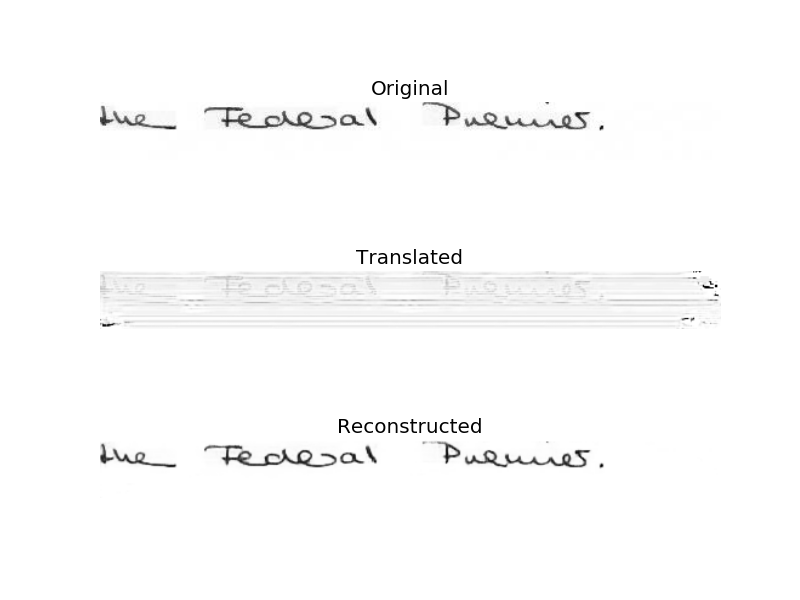 Original
the Federal Premier.
Translated
the Federal Premier.
Reconstructed
the Federal Premier.